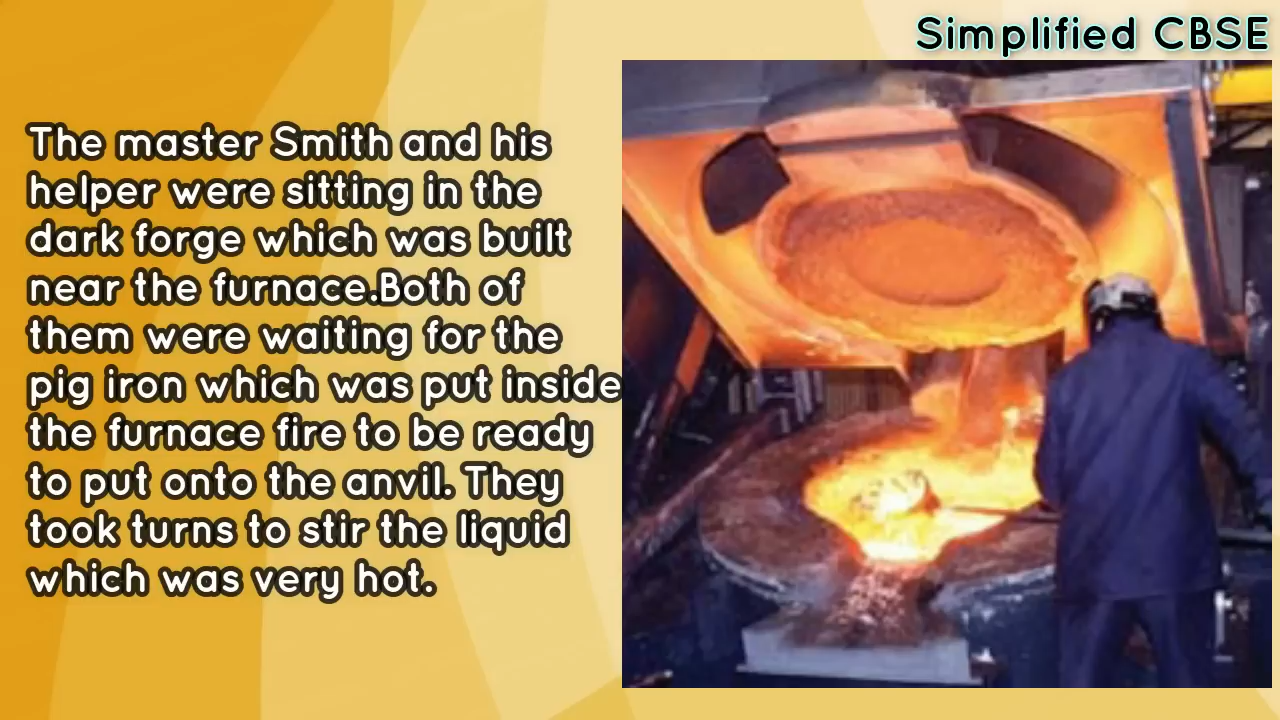 Simplified CBSE
The master Smith and his
helper were sitting in the
dark forge which was built
near the furnace.Both of
them were waiting for the
pig iron which was put inside
the furnace fire to be ready
to put onto the anvil. They
took turns to stir the liquid
which was very hot.